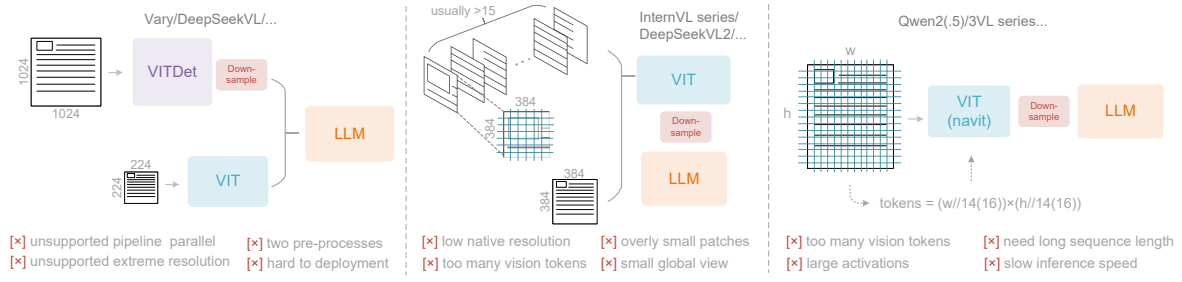 Vary/DeepSeekVL/...
1024
1024
VITDet
Down-
sample
LLM
224
224
VIT
[×] unsupported pipeline parallel
[×] two pre-processes
[×] unsupported extreme resolution
[×] hard to deployment
usually >15
InternVL series/
DeepSeekVL2/...
384
384
VIT
Down-
sample
LLM
384
384
[×] low native resolution
[×] overly small patches
[×] too many vision tokens
[×] small global view
Qwen2(.5)/3VL series...
w
h
VIT
(navit)
Down-
sample
LLM
tokens = (w//14(16))×(h//14(16))
[×] too many vision tokens
[×] need long sequence length
[×] large activations
[×] slow inference speed